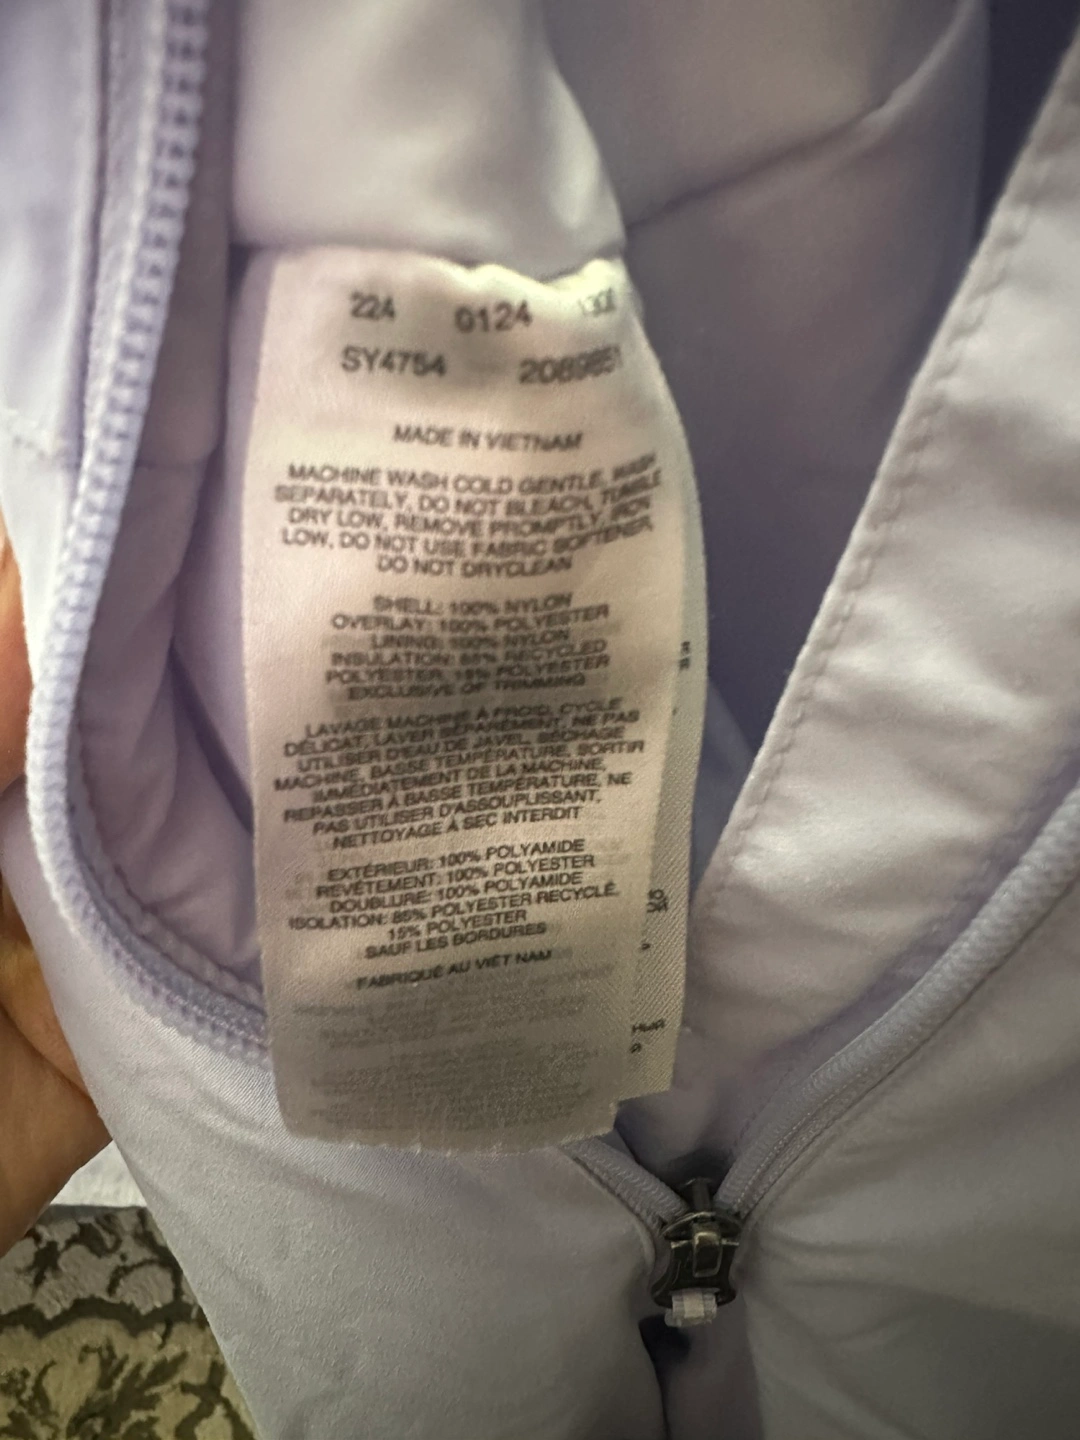 224 0124
SY4754 2089851
MADE IN VIETNAM
MACHINE WASH COLD GENTLE, WASH
SEPARATELY, DO NOT BLEACH, TUMBLE
DRY LOW, REMOVE PROMPTLY, IRON
LOW, DO NOT USE FABRIC SOFTENER,
DO NOT DRYCLEAN
SHELL: 100% NYLON
OVERLAY: 100% POLYESTER
LINING: 100% NYLON
INSULATION: 85% RECYCLED
POLYESTER, 15% POLYESTER
EXCLUSIVE OF TRIMMING
LAVAGE MACHINE À FROID, CYCLE
DÉLICAT, LAVER SÉPARÉMENT, NE PAS
UTILISER D'EAU DE JAVEL, SÉCHAGE
MACHINE, BASSE TEMPÉRATURE, SORTIR
IMMÉDIATEMENT DE LA MACHINE,
REPASSER À BASSE TEMPÉRATURE, NE
PAS UTILISER D'ASSOUPLISSANT,
NETTOYAGE À SEC INTERDIT
EXTÉRIEUR: 100% POLYAMIDE
REVÊTEMENT: 100% POLYESTER
DOUBLURE: 100% POLYAMIDE
ISOLATION: 85% POLYESTER RECYCLÉ,
15% POLYESTER
SAUF LES BORDURES
FABRIQUÉ AU VIÊT NAM